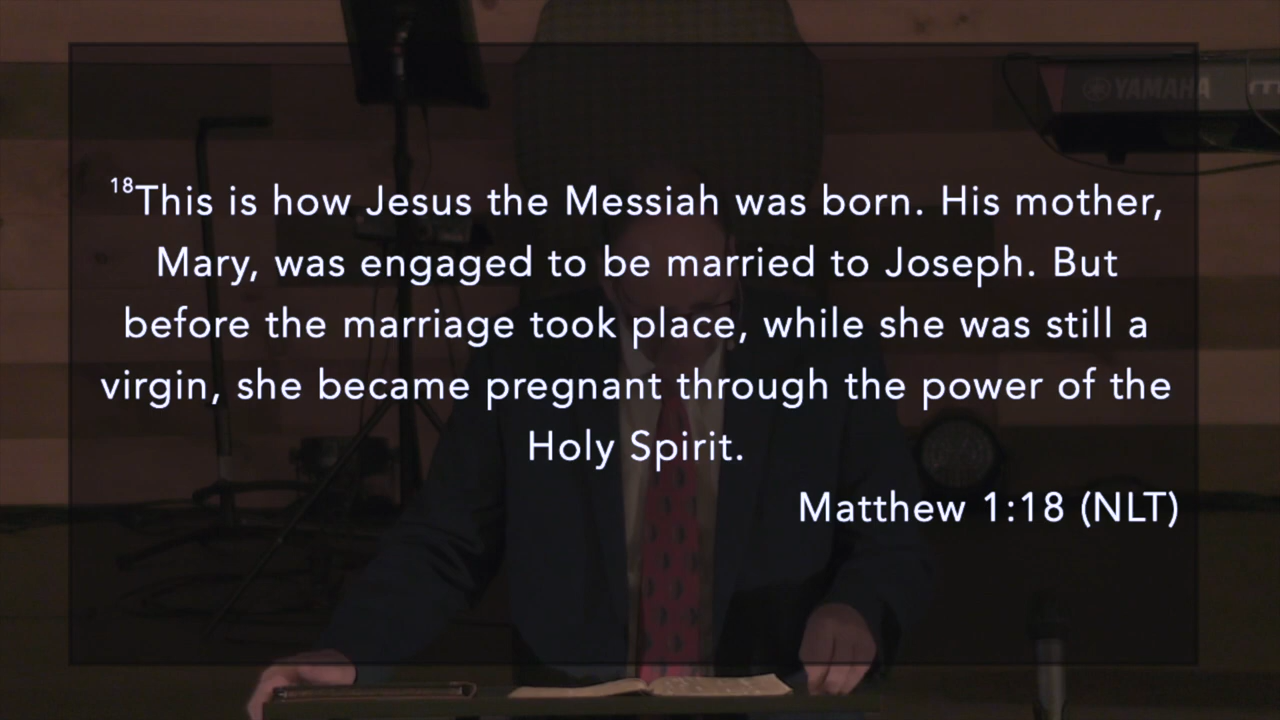 YAMAHA
18This is how Jesus the Messiah was born. His mother,
Mary, was engaged to be married to Joseph. But
before the marriage took place, while she was still a
virgin, she became pregnant through the power of the
Holy Spirit.
Matthew 1:18 (NLT)